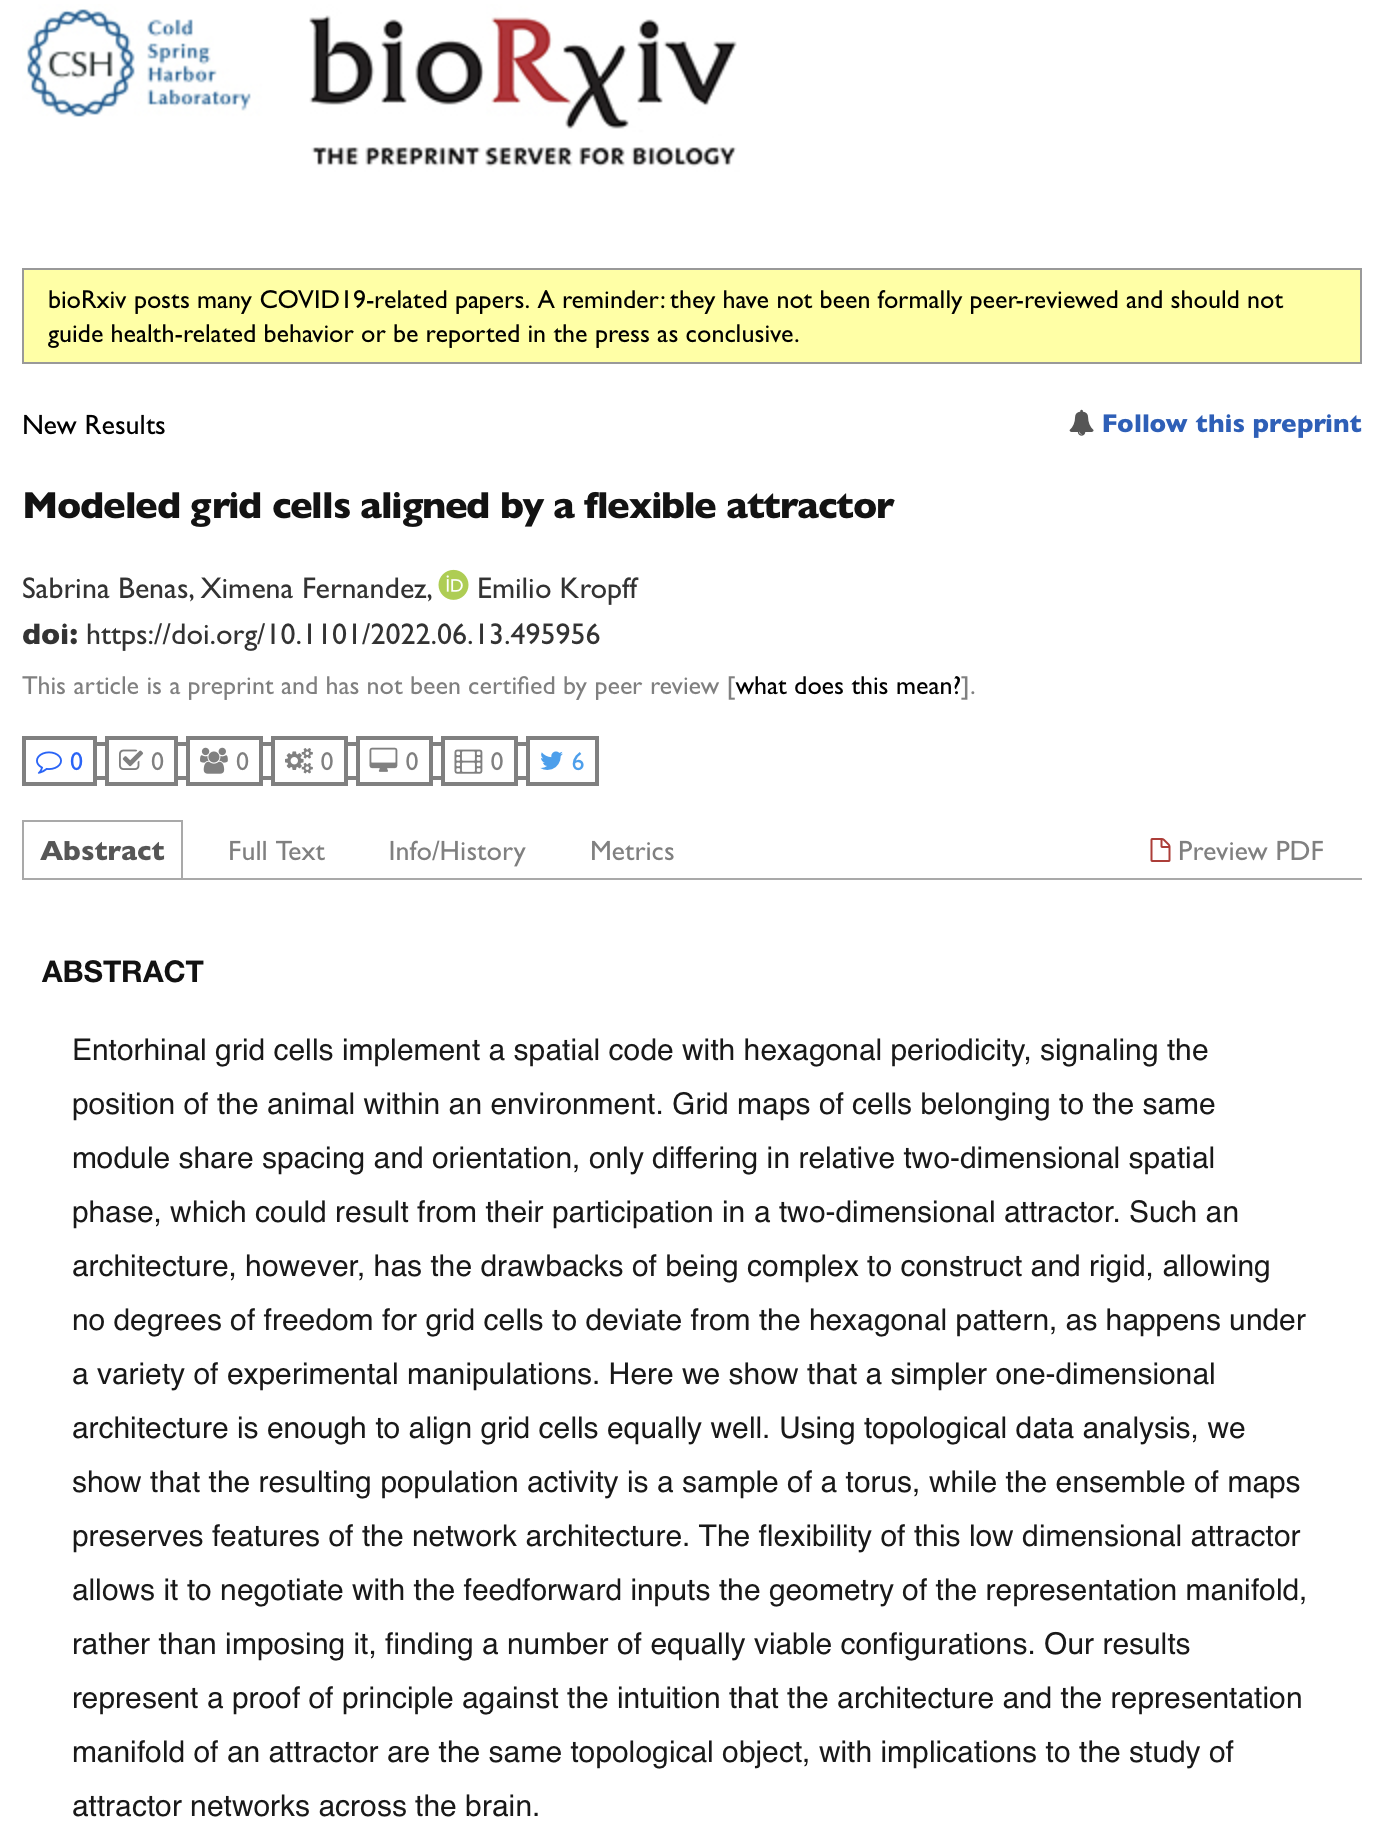 CSH
Cold
Spring
Harbor
Laboratory
bioRχiv
THE PREPRINT SERVER FOR BIOLOGY
bioRxiv posts many COVID19-related papers. A reminder: they have not been formally peer-reviewed and should not
guide health-related behavior or be reported in the press as conclusive.
New Results
Follow this preprint
Modeled grid cells aligned by a flexible attractor
Sabrina Benas, Ximena Fernandez, iD Emilio Kropff
doi: https://doi.org/10.1101/2022.06.13.495956
This article is a preprint and has not been certified by peer review [what does this mean?].
0 0 0 0 0 0 6
Abstract Full Text Info/History Metrics Preview PDF
ABSTRACT
Entorhinal grid cells implement a spatial code with hexagonal periodicity, signaling the
position of the animal within an environment. Grid maps of cells belonging to the same
module share spacing and orientation, only differing in relative two-dimensional spatial
phase, which could result from their participation in a two-dimensional attractor. Such an
architecture, however, has the drawbacks of being complex to construct and rigid, allowing
no degrees of freedom for grid cells to deviate from the hexagonal pattern, as happens under
a variety of experimental manipulations. Here we show that a simpler one-dimensional
architecture is enough to align grid cells equally well. Using topological data analysis, we
show that the resulting population activity is a sample of a torus, while the ensemble of maps
preserves features of the network architecture. The flexibility of this low dimensional attractor
allows it to negotiate with the feedforward inputs the geometry of the representation manifold,
rather than imposing it, finding a number of equally viable configurations. Our results
represent a proof of principle against the intuition that the architecture and the representation
manifold of an attractor are the same topological object, with implications to the study of
attractor networks across the brain.